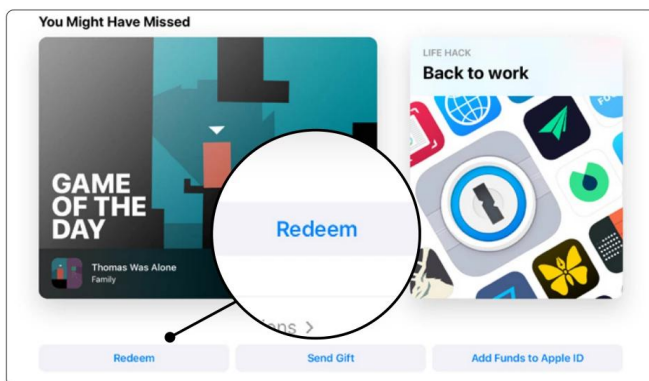 You Might Have Missed
GAME
OF THE
DAY
Thomas Was Alone
Family
LIFE HACK
Back to work
Redeem
Redeem
Send Gift
Add Funds to Apple ID